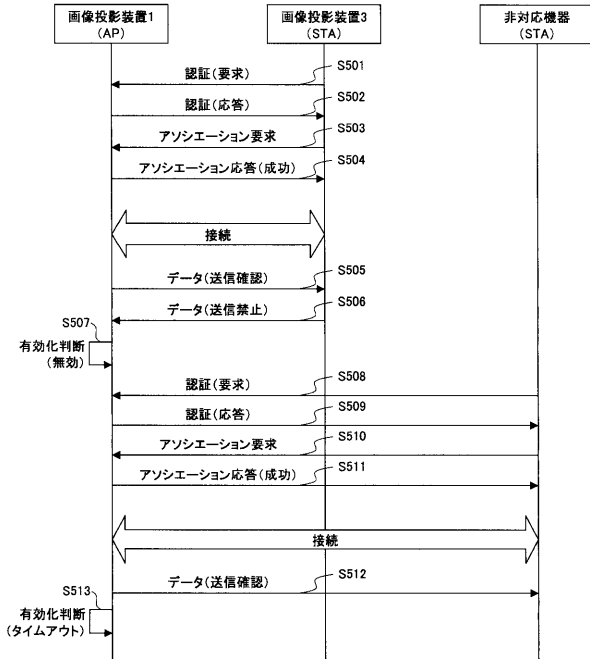 画像投影装置1
(AP)
画像投影装置3
(STA)
非対応機器
(STA)
認証(要求)
S501
認証(応答)
S502
アソシエーション要求
S503
アソシエーション応答(成功)
S504
接続
データ(送信確認)
S505
データ(送信禁止)
S506
S507
有効化判断
(無効)
認証(要求)
S508
認証(応答)
S509
アソシエーション要求
S510
アソシエーション応答(成功)
S511
接続
データ(送信確認)
S512
S513
有効化判断
(タイムアウト)